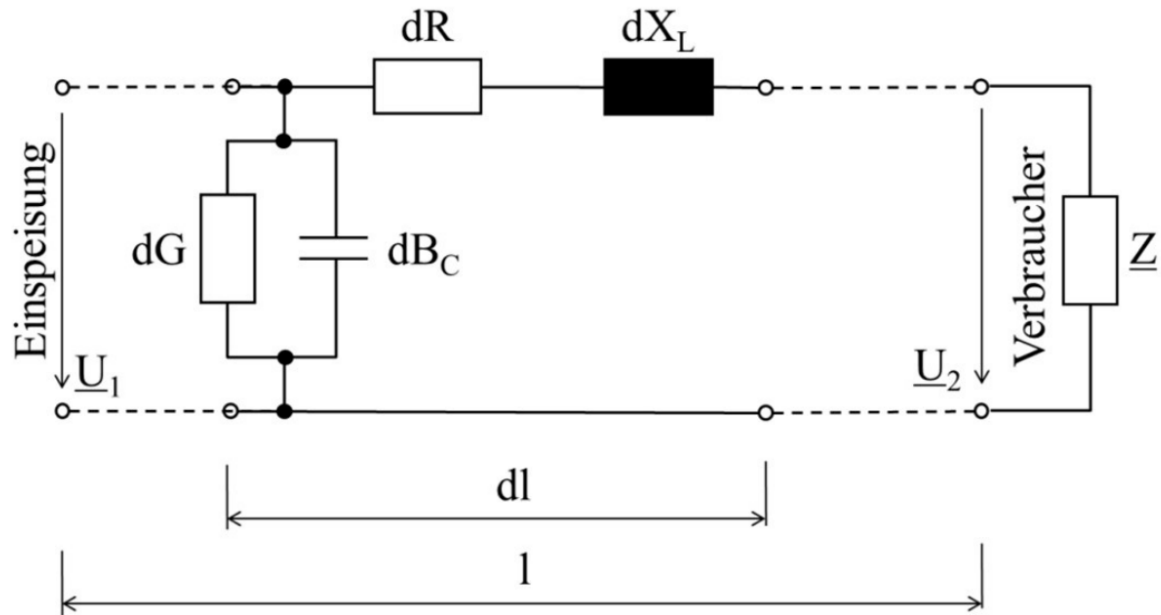 dR
dX_L
Einspeisung
dG
dB_C
Verbraucher
Z
U_1
U_2
dl
l